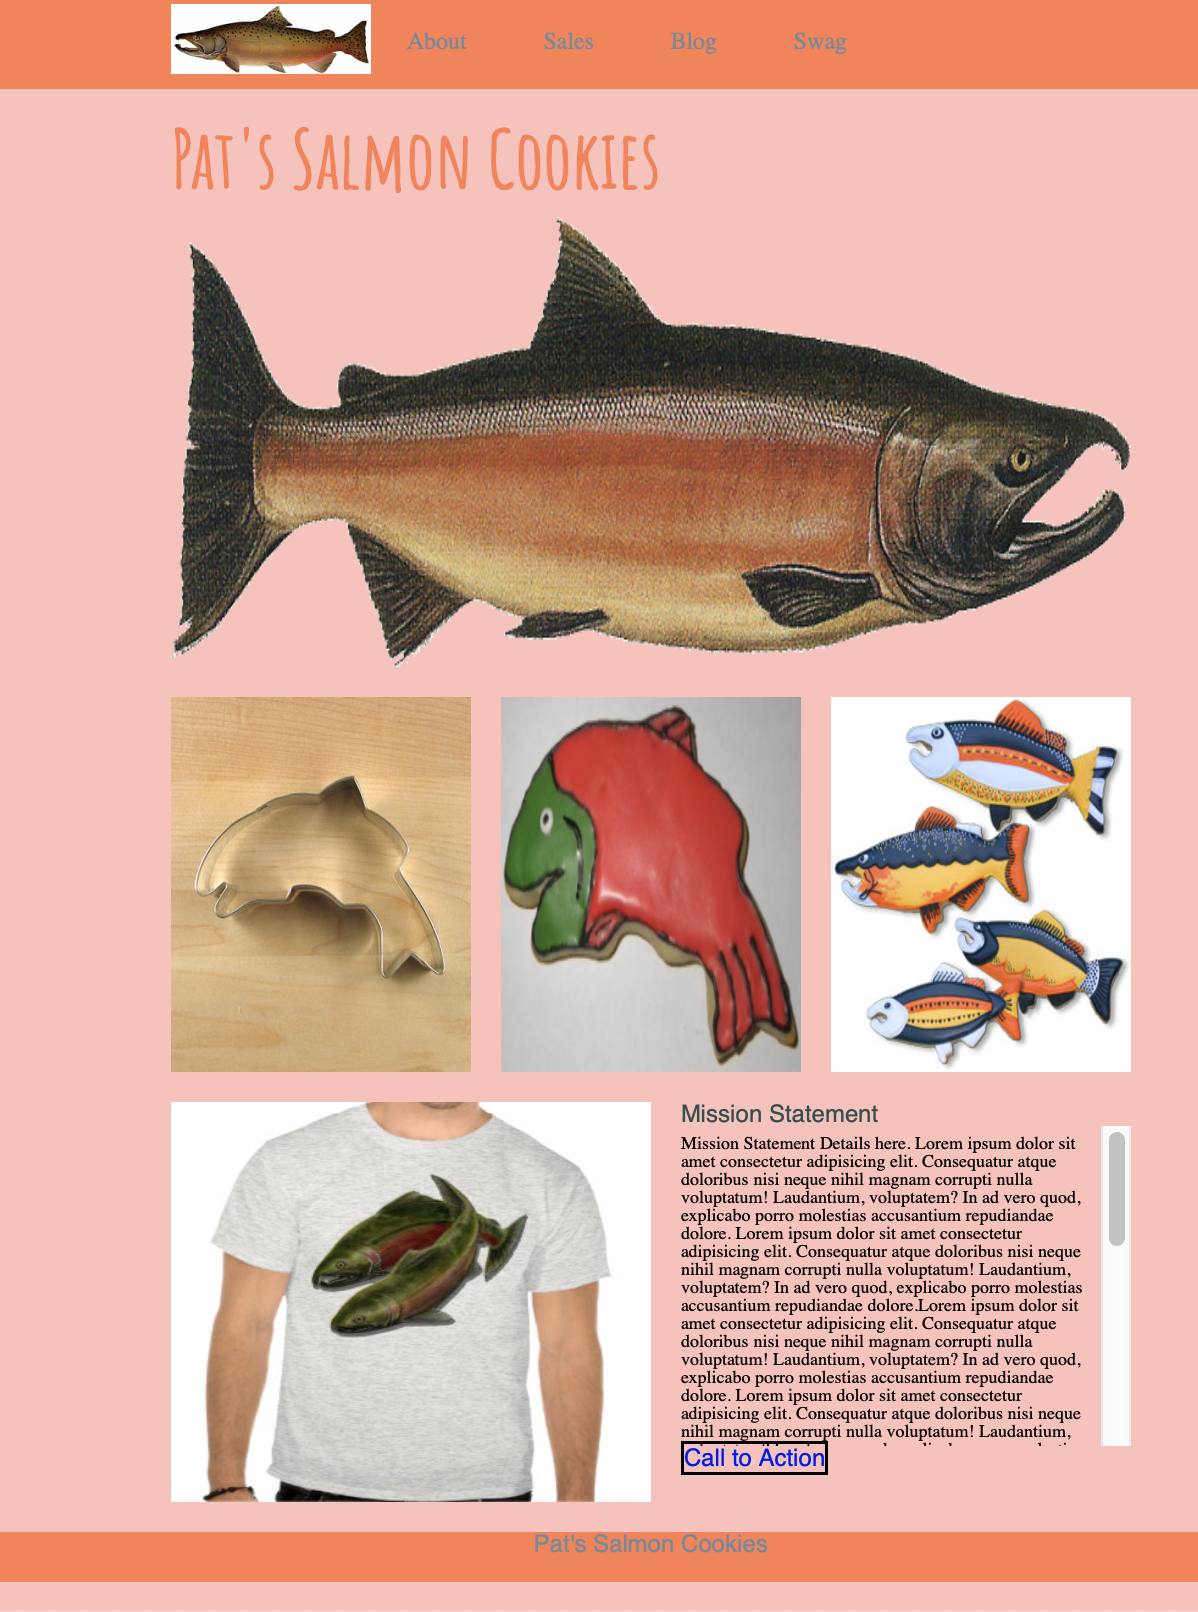 About Sales Blog Swag
Pat's Salmon Cookies
Mission Statement
Mission Statement Details here. Lorem ipsum dolor sit
amet consectetur adipisicing elit. Consequatur atque
doloribus nisi neque nihil magnam corrupti nulla
voluptatum! Laudantium, voluptatem? In ad vero quod,
explicabo porro molestias accusantium repudiandae
dolore. Lorem ipsum dolor sit amet consectetur
adipisicing elit. Consequatur atque doloribus nisi neque
nihil magnam corrupti nulla voluptatum! Laudantium,
voluptatem? In ad vero quod, explicabo porro molestias
accusantium repudiandae dolore.Lorem ipsum dolor sit
amet consectetur adipisicing elit. Consequatur atque
doloribus nisi neque nihil magnam corrupti nulla
voluptatum! Laudantium, voluptatem? In ad vero quod,
explicabo porro molestias accusantium repudiandae
dolore. Lorem ipsum dolor sit amet consectetur
adipisicing elit. Consequatur atque doloribus nisi neque
nihil magnam corrupti nulla voluptatum! Laudantium,
Call to Action
Pat's Salmon Cookies